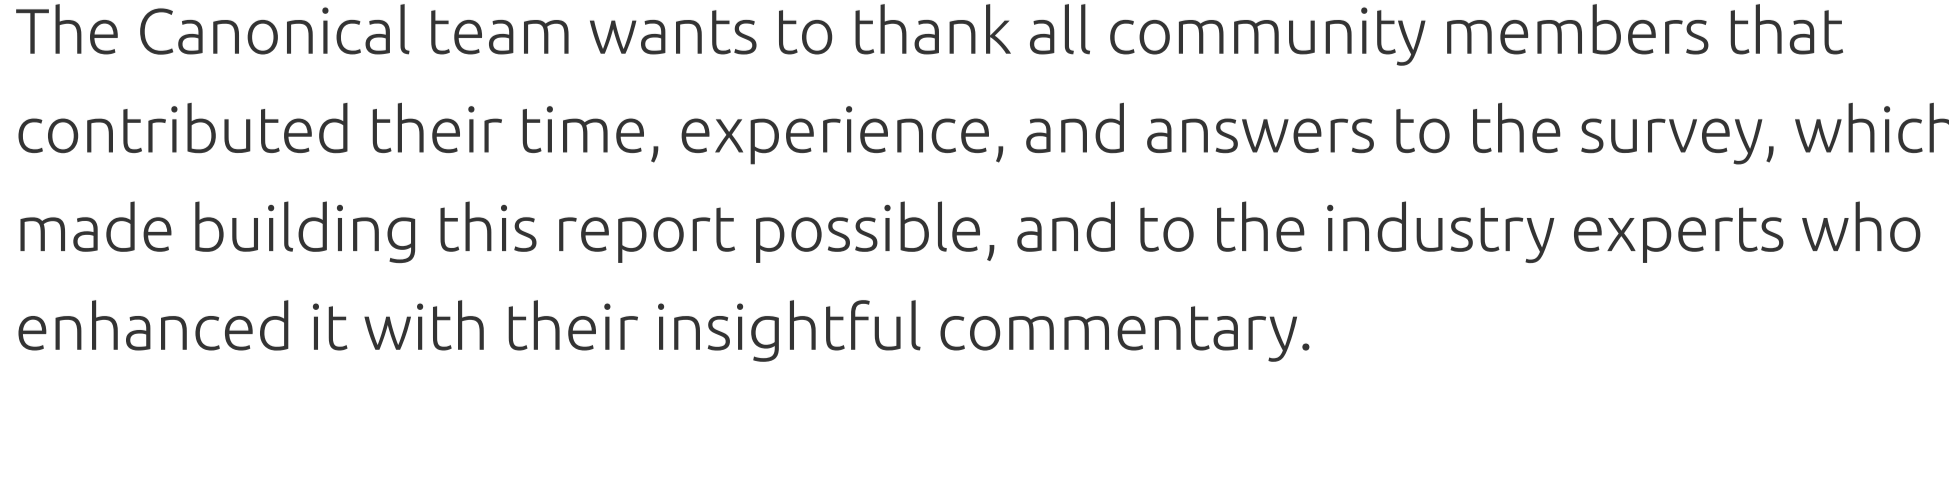 The Canonical team wants to thank all community members that
contributed their time, experience, and answers to the survey, which
made building this report possible, and to the industry experts who
enhanced it with their insightful commentary.